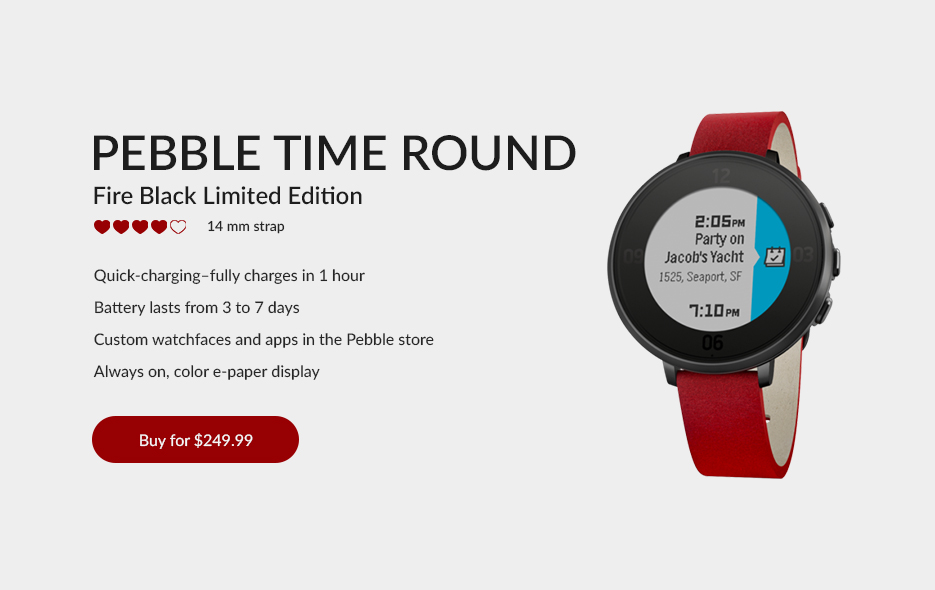 PEBBLE TIME ROUND
Fire Black Limited Edition
14 mm strap
Quick-charging–fully charges in 1 hour
Battery lasts from 3 to 7 days
Custom watchfaces and apps in the Pebble store
Always on, color e-paper display
Buy for $249.99
12
2:05PM
Party on
Jacob's Yacht
09
03
1525, Seaport, SF
7:10PM
06